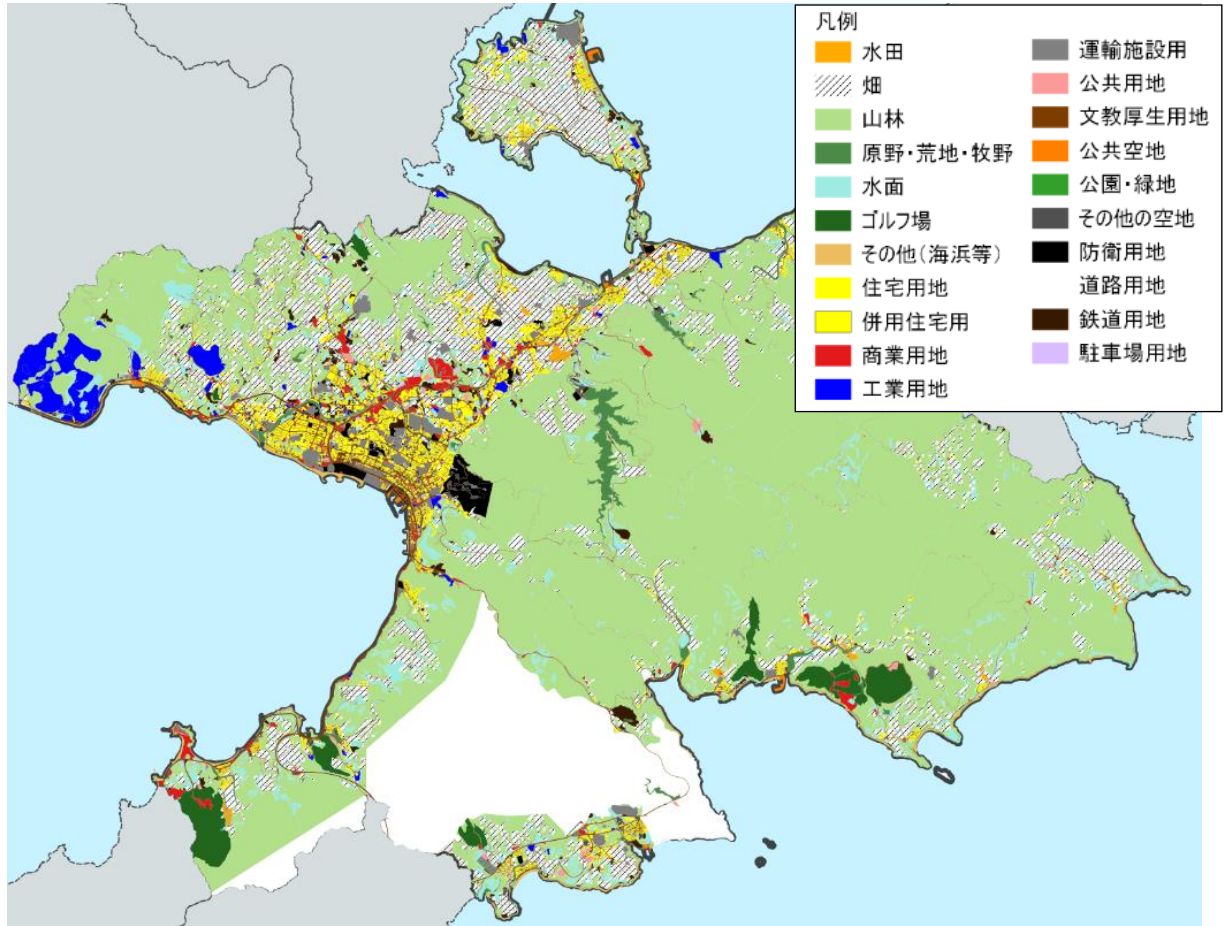 凡例
水田
畑
山林
原野・荒地・牧野
水面
ゴルフ場
その他(海浜等)
住宅用地
併用住宅用
商業用地
工業用地
運輸施設用
公共用地
文教厚生用地
公共空地
公園・緑地
その他の空地
防衛用地
道路用地
鉄道用地
駐車場用地